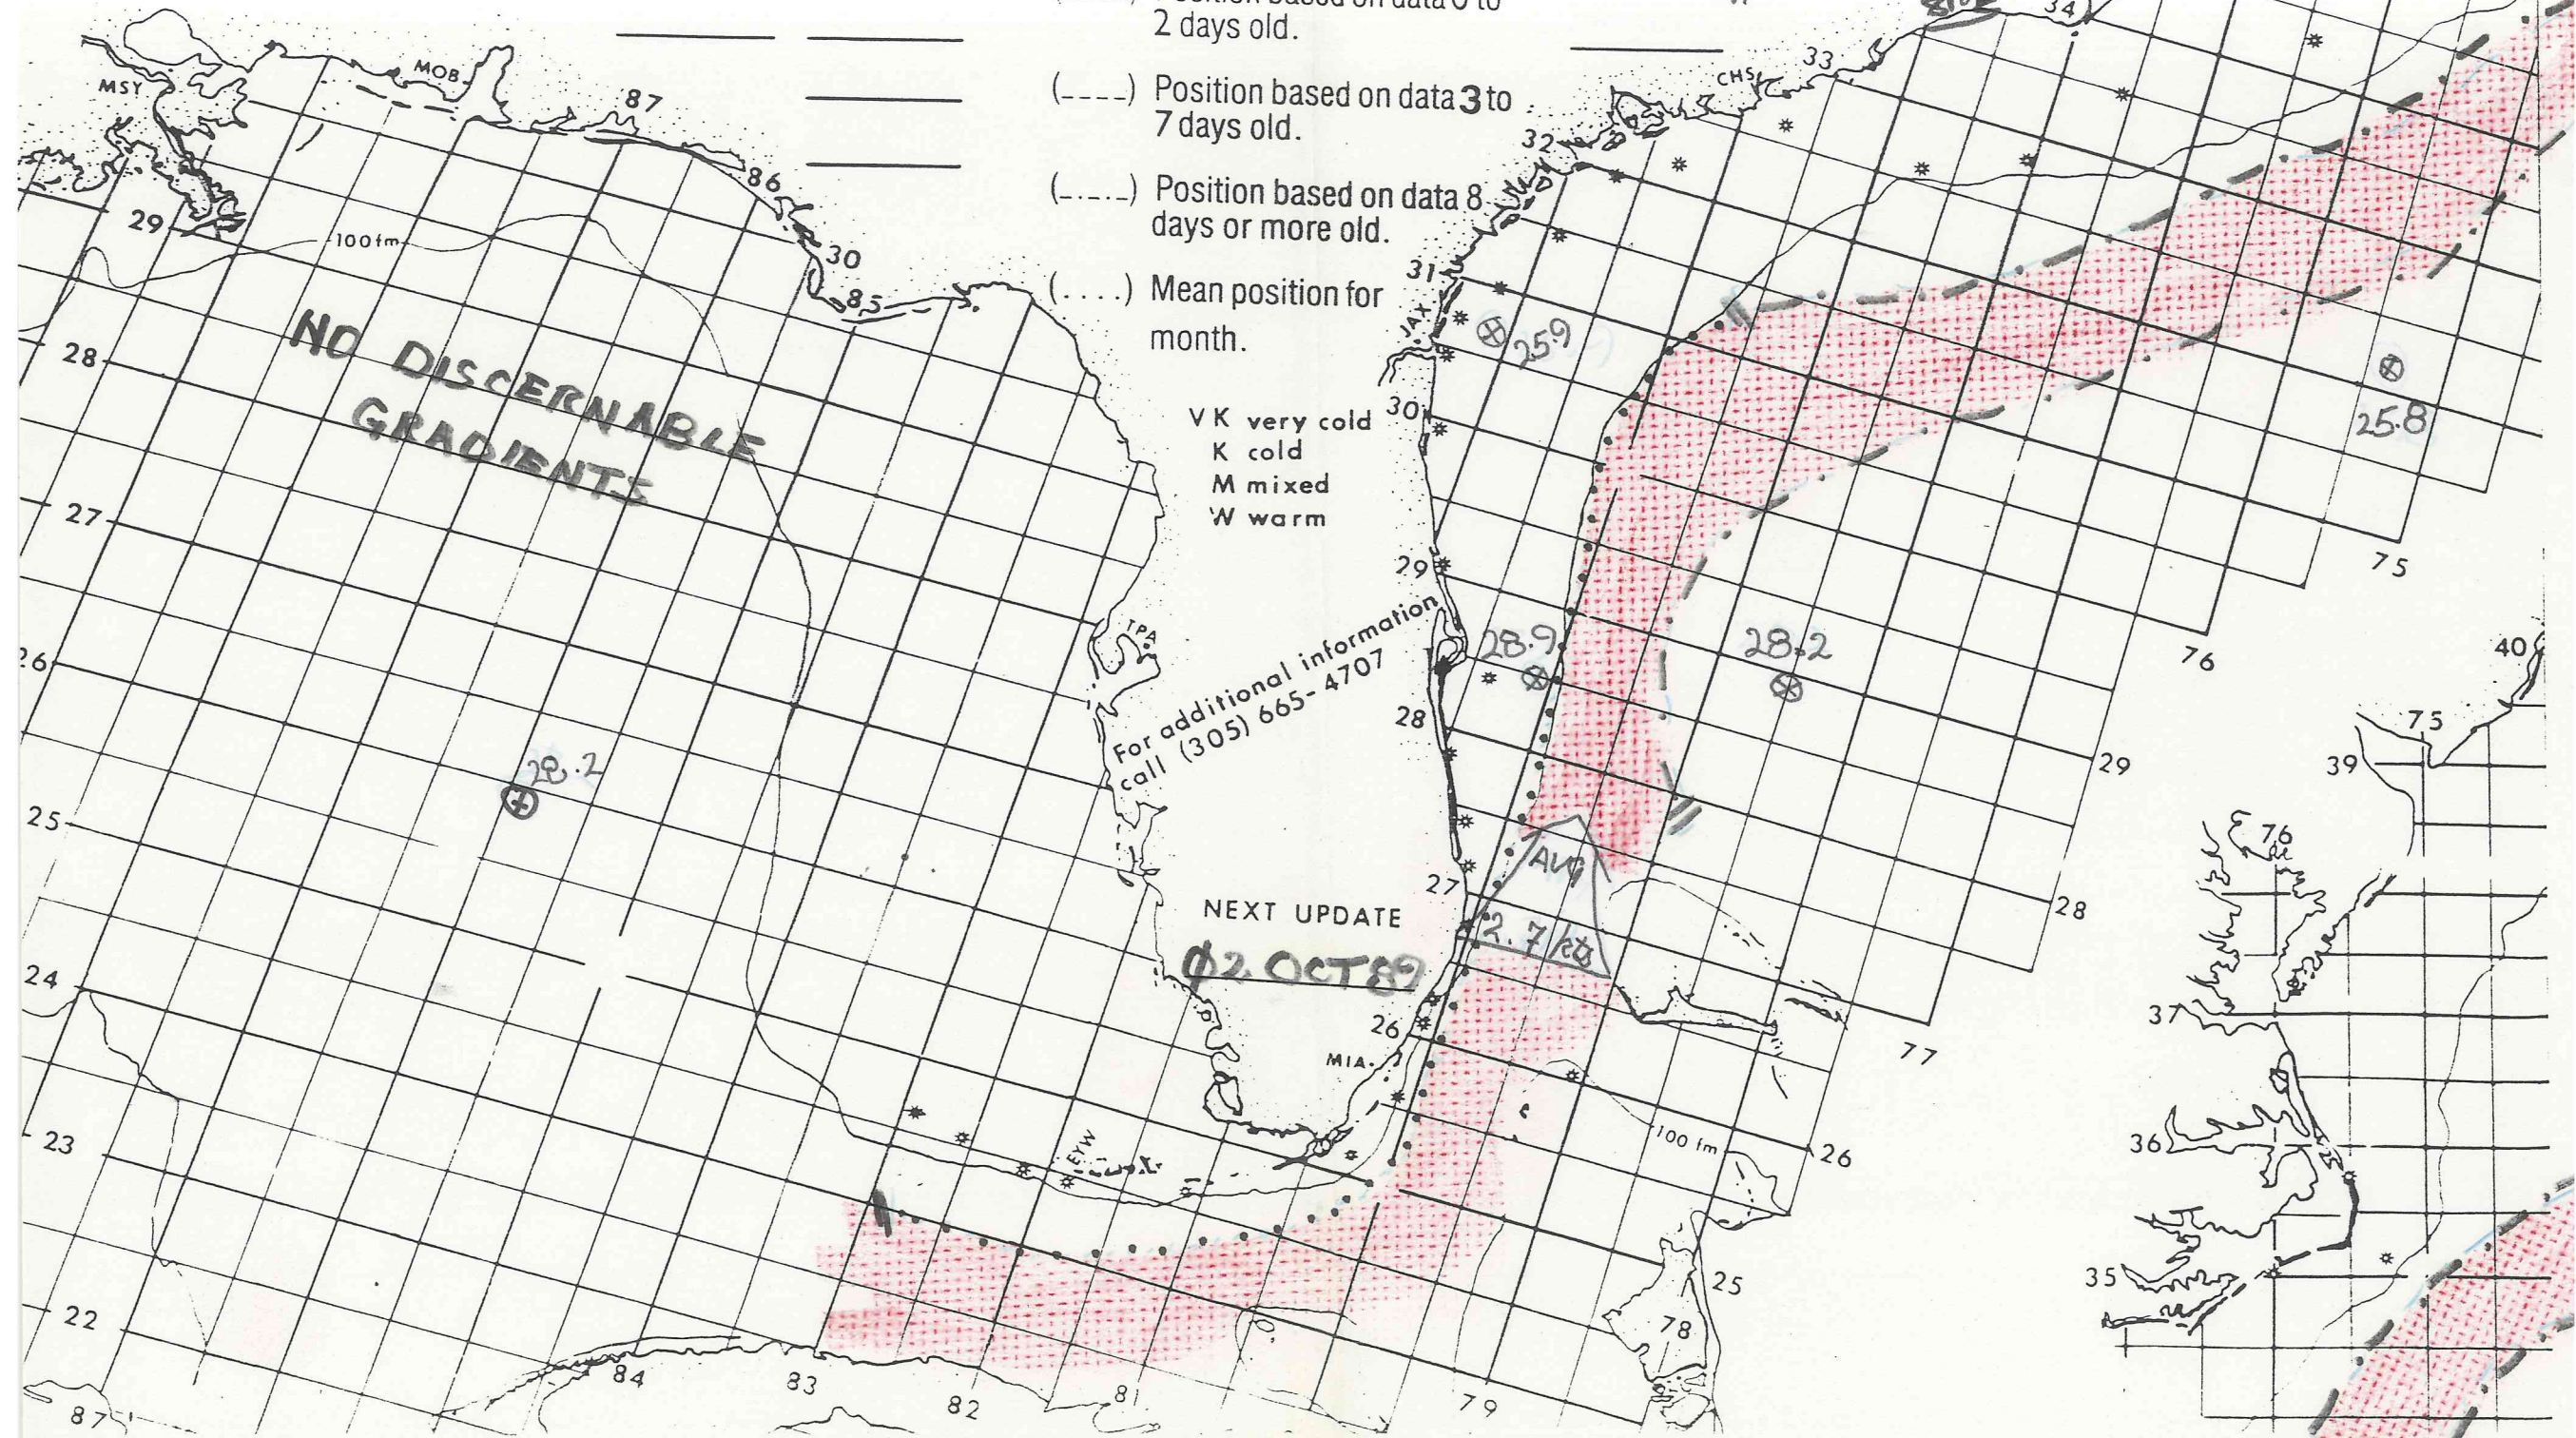 2 days old.
(----) Position based on data 3 to
7 days old.
(_._._) Position based on data 8
days or more old.
(....) Mean position for
month.
VK very cold
K cold
M mixed
W warm
For additional information
call (305) 665-4707
NEXT UPDATE
02 OCT 89
NO DISCERNABLE
GRADIENTS
MSY
MOB
87
86
30
85
29
100 fm
28
27
26
25
24
23
22
87
84
83
82
81
79
78
25
26
100 fm
77
28
29
76
75
34
33
CHS
32
31
JAX
30
29
28
27
26
MIA.
EYW
TPA
28.2
25.9
28.9
28.2
25.8
AVG
2.7 kts
40
75
39
76
37
36
35